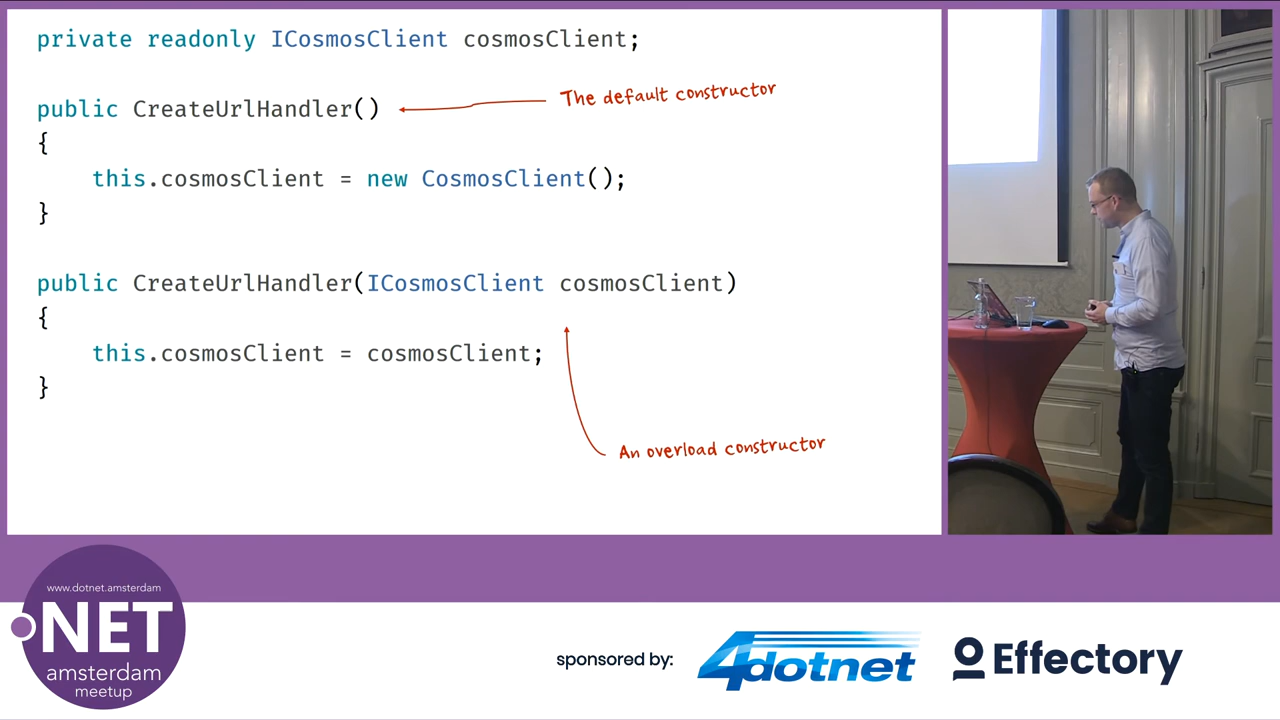 private readonly ICosmosClient cosmosClient;
public CreateUrlHandler()
The default constructor
{
this.cosmosClient = new CosmosClient();
}
public CreateUrlHandler(ICosmosClient cosmosClient)
{
this.cosmosClient = cosmosClient;
}
An overload constructor
www.dotnet.amsterdam
.NET
amsterdam
meetup
sponsored by:
4dotnet
Effectory